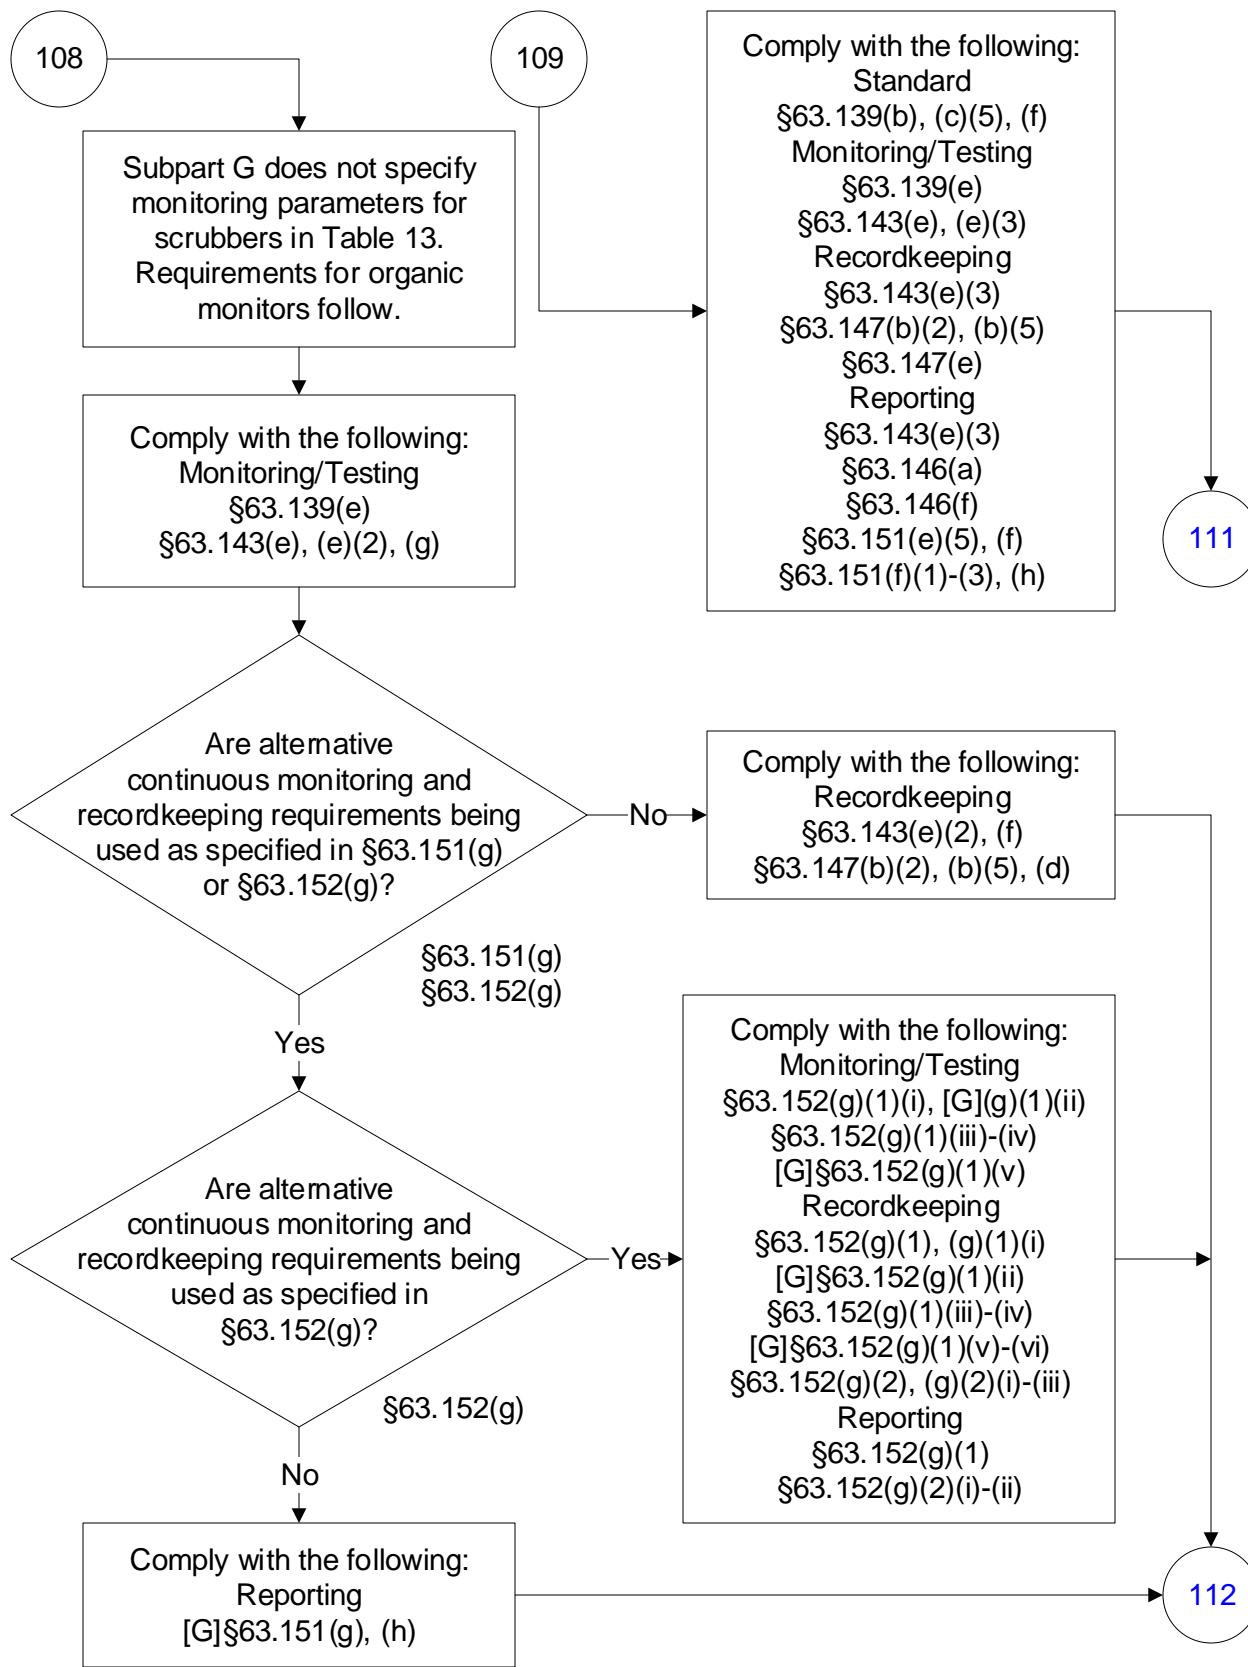 108
109
Subpart G does not specify
monitoring parameters for
scrubbers in Table 13.
Requirements for organic
monitors follow.
Comply with the following:
Standard
§63.139(b), (c)(5), (f)
Monitoring/Testing
§63.139(e)
§63.143(e), (e)(3)
Recordkeeping
§63.143(e)(3)
§63.147(b)(2), (b)(5)
§63.147(e)
Reporting
§63.143(e)(3)
§63.146(a)
§63.146(f)
§63.151(e)(5), (f)
§63.151(f)(1)-(3), (h)
111
Comply with the following:
Monitoring/Testing
§63.139(e)
§63.143(e), (e)(2), (g)
Are alternative
continuous monitoring and
recordkeeping requirements being
used as specified in §63.151(g)
or §63.152(g)?
§63.151(g)
§63.152(g)
No
Comply with the following:
Recordkeeping
§63.143(e)(2), (f)
§63.147(b)(2), (b)(5), (d)
Yes
Are alternative
continuous monitoring and
recordkeeping requirements being
used as specified in
§63.152(g)?
§63.152(g)
Yes
Comply with the following:
Monitoring/Testing
§63.152(g)(1)(i), [G](g)(1)(ii)
§63.152(g)(1)(iii)-(iv)
[G]§63.152(g)(1)(v)
Recordkeeping
§63.152(g)(1), (g)(1)(i)
[G]§63.152(g)(1)(ii)
§63.152(g)(1)(iii)-(iv)
[G]§63.152(g)(1)(v)-(vi)
§63.152(g)(2), (g)(2)(i)-(iii)
Reporting
§63.152(g)(1)
§63.152(g)(2)(i)-(ii)
No
Comply with the following:
Reporting
[G]§63.151(g), (h)
112